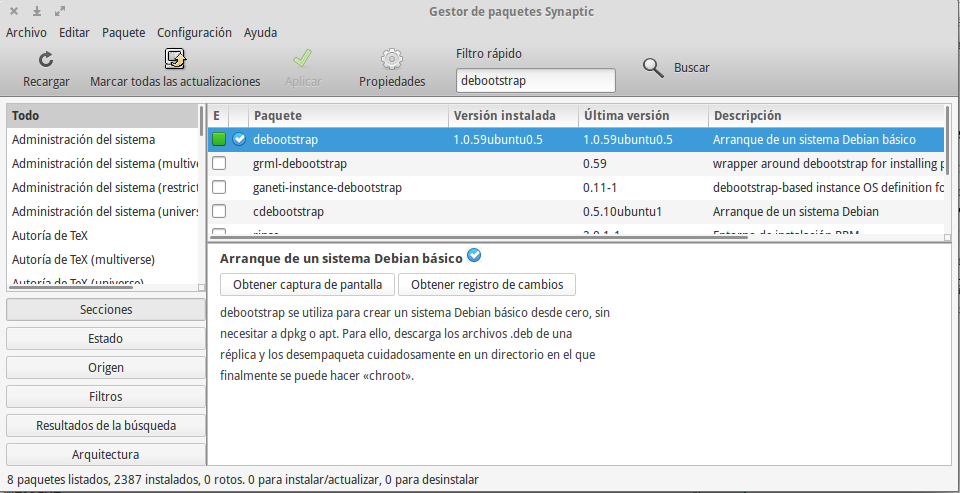 Gestor de paquetes Synaptic
Archivo Editar Paquete Configuración Ayuda
Recargar Marcar todas las actualizaciones Aplicar Propiedades
Filtro rápido
debootstrap
Buscar
Todo
Administración del sistema
Administración del sistema (multive
Administración del sistema (restrict
Administración del sistema (univers
Autoría de TeX
Autoría de TeX (multiverse)
Autoría de TeX (universe)
Secciones
Estado
Origen
Filtros
Resultados de la búsqueda
Arquitectura
E Paquete Versión instalada Última versión Descripción
debootstrap 1.0.59ubuntu0.5 1.0.59ubuntu0.5 Arranque de un sistema Debian básico
grml-debootstrap 0.59 wrapper around debootstrap for installing p
ganeti-instance-debootstrap 0.11-1 debootstrap-based instance OS definition fo
cdebootstrap 0.5.10ubuntu1 Arranque de un sistema Debian
Arranque de un sistema Debian básico
Obtener captura de pantalla Obtener registro de cambios
debootstrap se utiliza para crear un sistema Debian básico desde cero, sin
necesitar a dpkg o apt. Para ello, descarga los archivos .deb de una
réplica y los desempaqueta cuidadosamente en un directorio en el que
finalmente se puede hacer «chroot».
8 paquetes listados, 2387 instalados, 0 rotos. 0 para instalar/actualizar, 0 para desinstalar